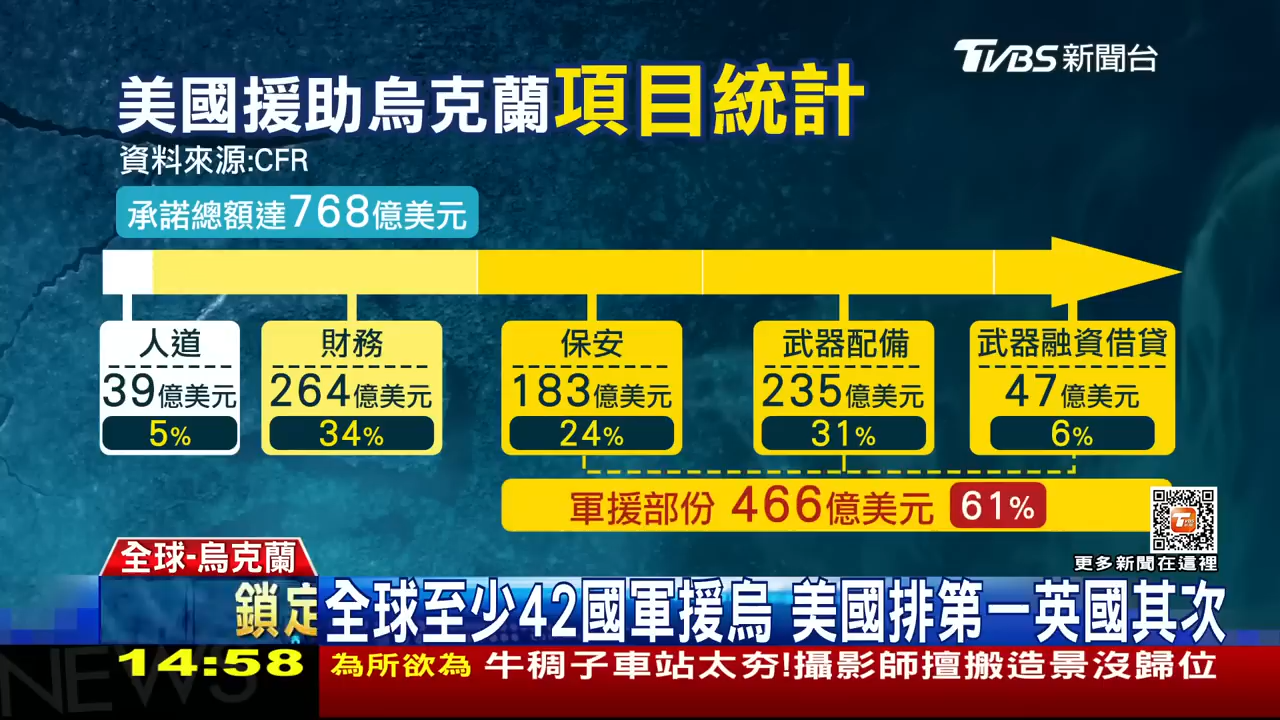 TVBS新聞台
美國援助烏克蘭項目統計
資料來源:CFR
承諾總額達768億美元
人道
39億美元
5%
財務
264億美元
34%
保安
183億美元
24%
武器配備
235億美元
31%
武器融資借貸
47億美元
6%
軍援部份 466億美元 61%
更多新聞在這裡
全球-烏克蘭
鎖定 全球至少42國軍援烏 美國排第一英國其次
NEWS
14:58 為所欲為 牛稠子車站太夯!攝影師擅搬造景沒歸位